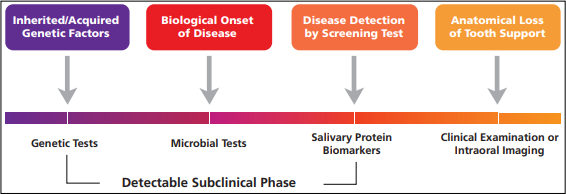 Inherited/Acquired
Genetic Factors
Biological Onset
of Disease
Disease Detection
by Screening Test
Anatomical Loss
of Tooth Support
Genetic Tests
Microbial Tests
Salivary Protein
Biomarkers
Clinical Examination or
Intraoral Imaging
Detectable Subclinical Phase